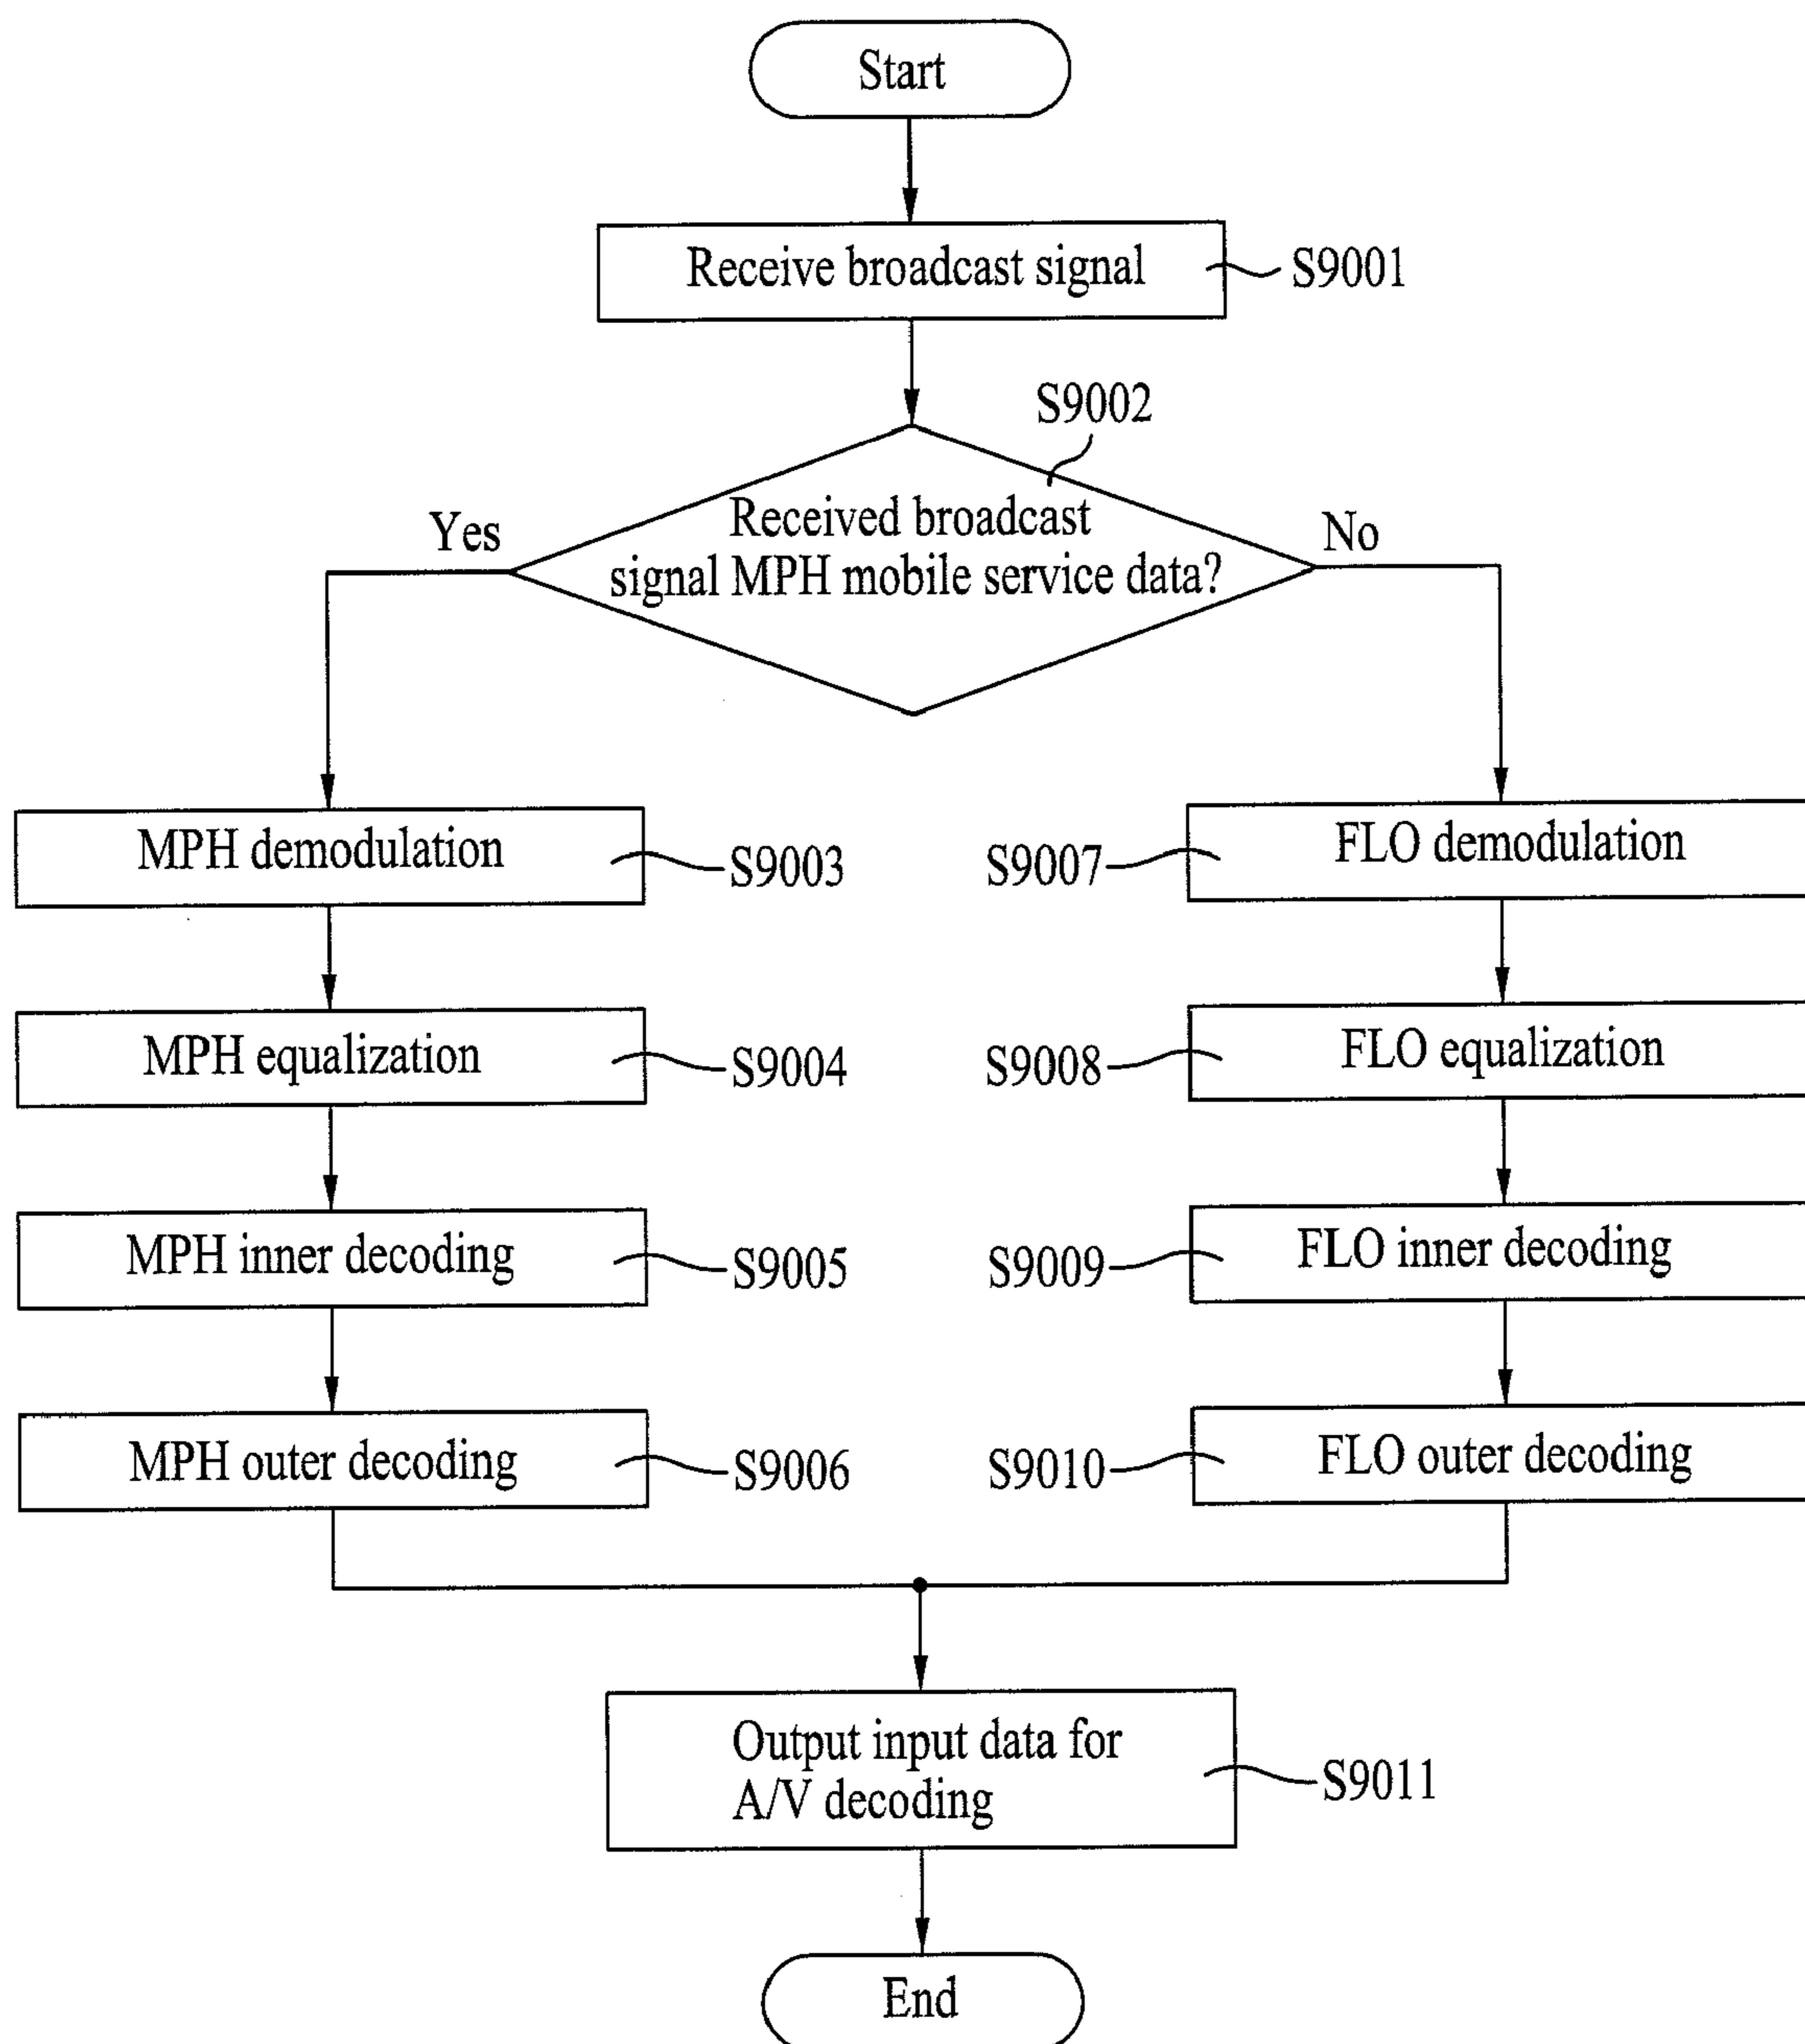 Start
Receive broadcast signal
S9001
S9002
Received broadcast
signal MPH mobile service data?
Yes
No
MPH demodulation
S9003
S9007
FLO demodulation
MPH equalization
S9004
S9008
FLO equalization
MPH inner decoding
S9005
S9009
FLO inner decoding
MPH outer decoding
S9006
S9010
FLO outer decoding
Output input data for
A/V decoding
S9011
End